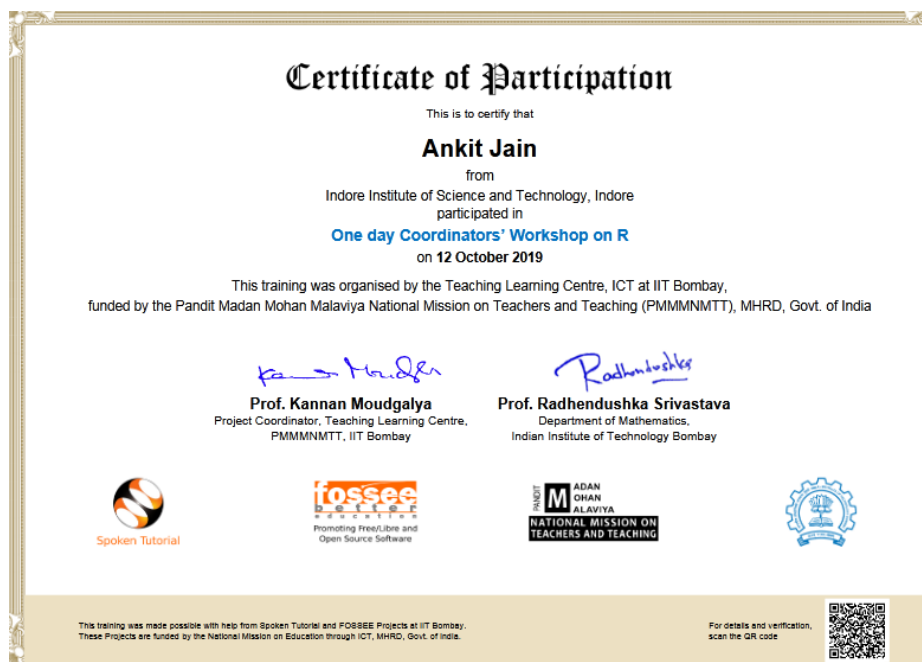 Certificate of Participation
This is to certify that
Ankit Jain
from
Indore Institute of Science and Technology, Indore
participated in
One day Coordinators' Workshop on R
on 12 October 2019
This training was organised by the Teaching Learning Centre, ICT at IIT Bombay,
funded by the Pandit Madan Mohan Malaviya National Mission on Teachers and Teaching (PMMMNMTT), MHRD, Govt. of India
Radhendushka
Prof. Kannan Moudgalya
Project Coordinator, Teaching Learning Centre,
PMMMNMTT, IIT Bombay
Prof. Radhendushka Srivastava
Department of Mathematics,
Indian Institute of Technology Bombay
Spoken Tutorial
fossee
better
education
Promoting Free/Libre and
Open Source Software
PANDIT
MADAN
MOHAN
MALAVIYA
NATIONAL MISSION ON
TEACHERS AND TEACHING
This training was made possible with help from Spoken Tutorial and FOSSEE Projects at IIT Bombay.
These Projects are funded by the National Mission on Education through ICT, MHRD, Govt. of India.
For details and verification,
scan the QR code